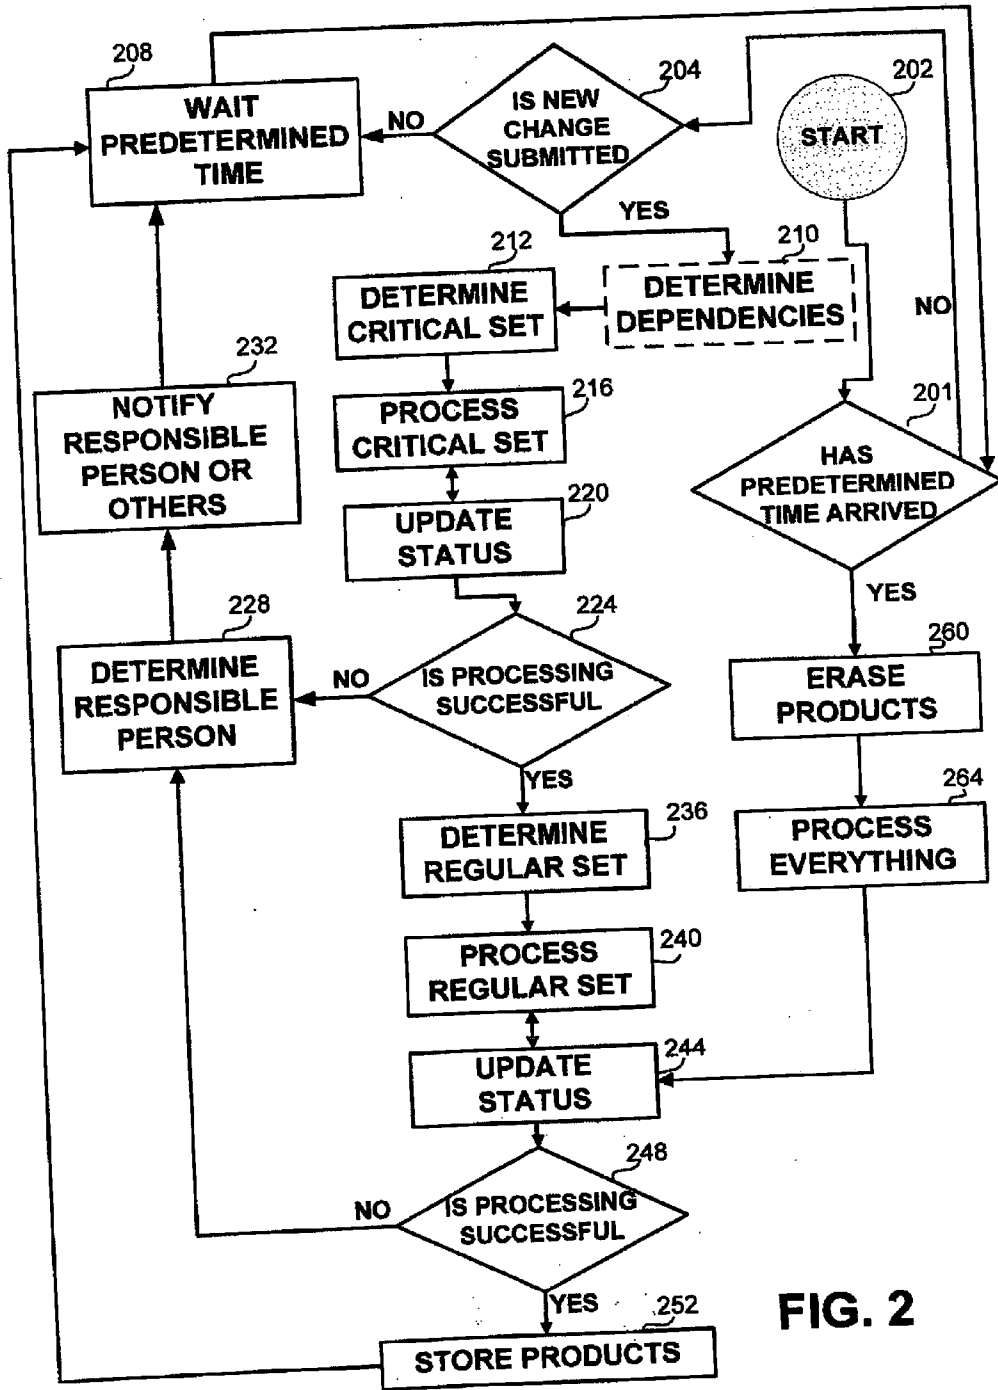 208
WAIT
PREDETERMINED
TIME
NO
204
IS NEW
CHANGE
SUBMITTED
YES
202
START
212
DETERMINE
CRITICAL SET
210
DETERMINE
DEPENDENCIES
NO
232
NOTIFY
RESPONSIBLE
PERSON OR
OTHERS
216
PROCESS
CRITICAL SET
201
HAS
PREDETERMINED
TIME ARRIVED
YES
220
UPDATE
STATUS
228
DETERMINE
RESPONSIBLE
PERSON
NO
224
IS PROCESSING
SUCCESSFUL
YES
260
ERASE
PRODUCTS
236
DETERMINE
REGULAR SET
264
PROCESS
EVERYTHING
240
PROCESS
REGULAR SET
244
UPDATE
STATUS
248
NO
IS PROCESSING
SUCCESSFUL
YES
252
STORE PRODUCTS
FIG. 2